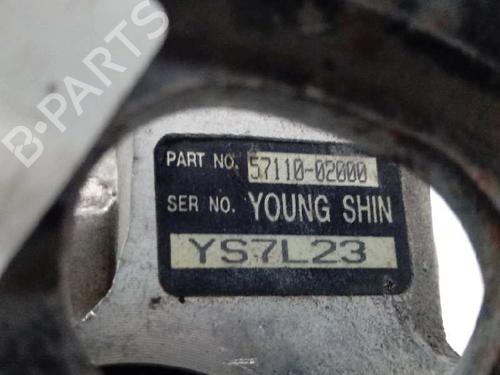 B-PARTS
PART NO. 57110-02000
SER NO. YOUNG SHIN
YS7L23